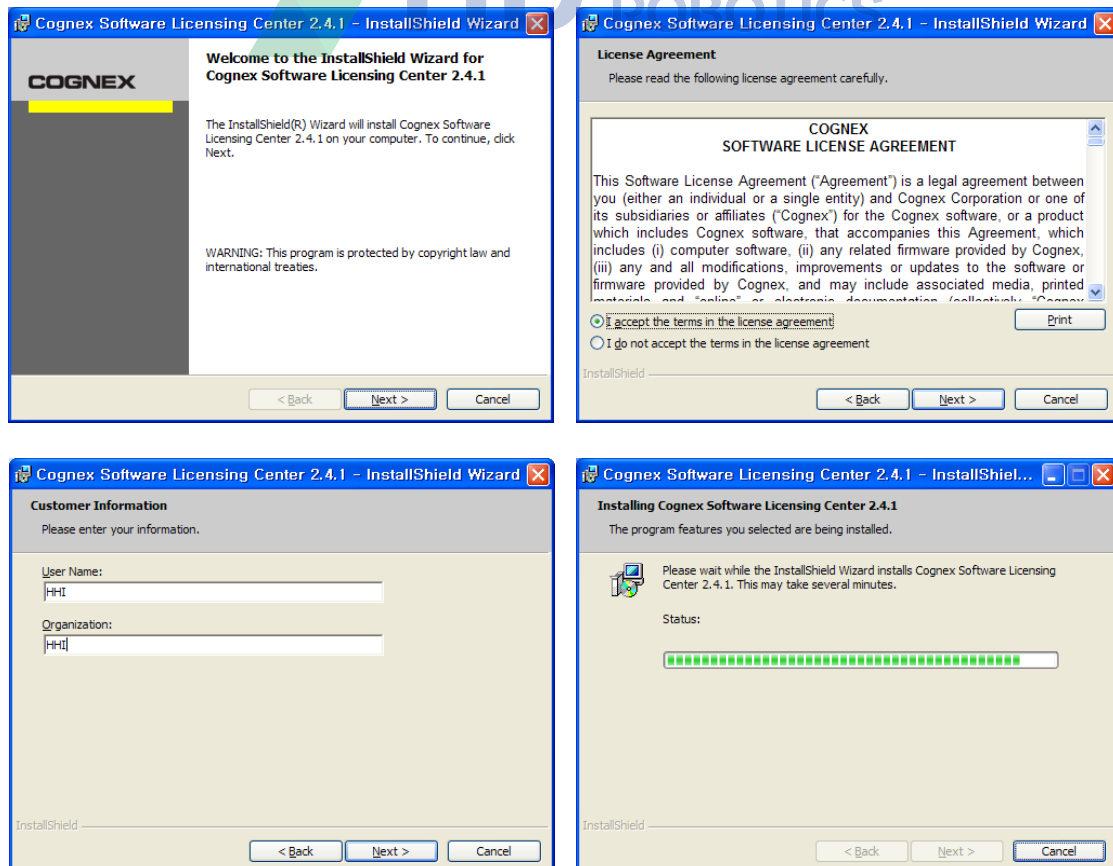 ROBOTICS
Cognex Software Licensing Center 2.4.1 - InstallShield Wizard
COGNEX
Welcome to the InstallShield Wizard for
Cognex Software Licensing Center 2.4.1
The InstallShield(R) Wizard will install Cognex Software
Licensing Center 2.4.1 on your computer. To continue, click
Next.
WARNING: This program is protected by copyright law and
international treaties.
< Back
Next >
Cancel
Cognex Software Licensing Center 2.4.1 - InstallShield Wizard
License Agreement
Please read the following license agreement carefully.
COGNEX
SOFTWARE LICENSE AGREEMENT
This Software License Agreement (“Agreement”) is a legal agreement between
you (either an individual or a single entity) and Cognex Corporation or one of
its subsidiaries or affiliates (“Cognex”) for the Cognex software, or a product
which includes Cognex software, that accompanies this Agreement, which
includes (i) computer software, (ii) any related firmware provided by Cognex,
(iii) any and all modifications, improvements or updates to the software or
firmware provided by Cognex, and may include associated media, printed
materials and “online” or electronic documentation (collectively “Cognex
I accept the terms in the license agreement
Print
I do not accept the terms in the license agreement
InstallShield
< Back
Next >
Cancel
Cognex Software Licensing Center 2.4.1 - InstallShield Wizard
Customer Information
Please enter your information.
User Name:
HHI
Organization:
HHI
InstallShield
< Back
Next >
Cancel
Cognex Software Licensing Center 2.4.1 - InstallShiel...
Installing Cognex Software Licensing Center 2.4.1
The program features you selected are being installed.
Please wait while the InstallShield Wizard installs Cognex Software Licensing
Center 2.4.1. This may take several minutes.
Status:
InstallShield
< Back
Next >
Cancel